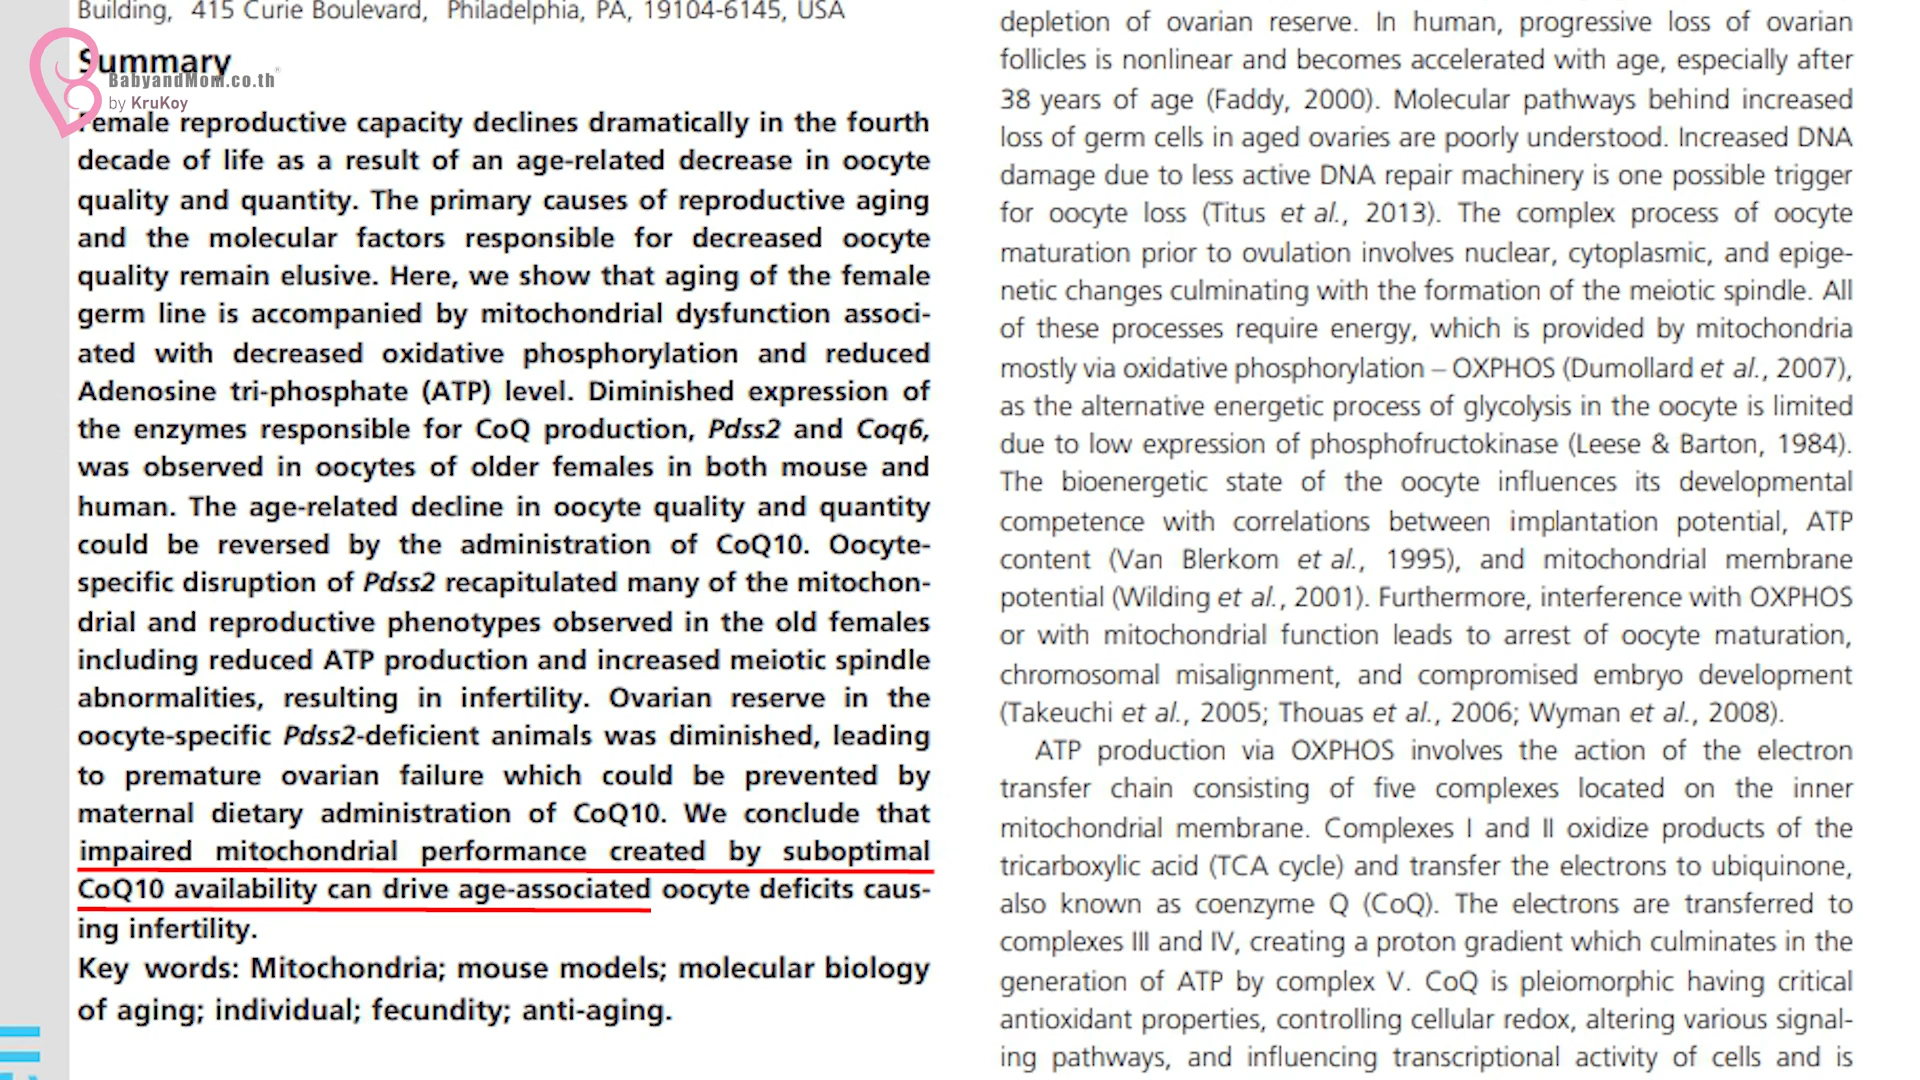 Building, 415 Curie Boulevard, Philadelphia, PA, 19104-6145, USA
Summary
BabyandMom.co.th
by KruKoy
Female reproductive capacity declines dramatically in the fourth
decade of life as a result of an age-related decrease in oocyte
quality and quantity. The primary causes of reproductive aging
and the molecular factors responsible for decreased oocyte
quality remain elusive. Here, we show that aging of the female
germ line is accompanied by mitochondrial dysfunction associ-
ated with decreased oxidative phosphorylation and reduced
Adenosine tri-phosphate (ATP) level. Diminished expression of
the enzymes responsible for CoQ production, Pdss2 and Coq6,
was observed in oocytes of older females in both mouse and
human. The age-related decline in oocyte quality and quantity
could be reversed by the administration of CoQ10. Oocyte-
specific disruption of Pdss2 recapitulated many of the mitochon-
drial and reproductive phenotypes observed in the old females
including reduced ATP production and increased meiotic spindle
abnormalities, resulting in infertility. Ovarian reserve in the
oocyte-specific Pdss2-deficient animals was diminished, leading
to premature ovarian failure which could be prevented by
maternal dietary administration of CoQ10. We conclude that
impaired mitochondrial performance created by suboptimal
CoQ10 availability can drive age-associated oocyte deficits caus-
ing infertility.
Key words: Mitochondria; mouse models; molecular biology
of aging; individual; fecundity; anti-aging.
depletion of ovarian reserve. In human, progressive loss of ovarian
follicles is nonlinear and becomes accelerated with age, especially after
38 years of age (Faddy, 2000). Molecular pathways behind increased
loss of germ cells in aged ovaries are poorly understood. Increased DNA
damage due to less active DNA repair machinery is one possible trigger
for oocyte loss (Titus et al., 2013). The complex process of oocyte
maturation prior to ovulation involves nuclear, cytoplasmic, and epige-
netic changes culminating with the formation of the meiotic spindle. All
of these processes require energy, which is provided by mitochondria
mostly via oxidative phosphorylation – OXPHOS (Dumollard et al., 2007),
as the alternative energetic process of glycolysis in the oocyte is limited
due to low expression of phosphofructokinase (Leese & Barton, 1984).
The bioenergetic state of the oocyte influences its developmental
competence with correlations between implantation potential, ATP
content (Van Blerkom et al., 1995), and mitochondrial membrane
potential (Wilding et al., 2001). Furthermore, interference with OXPHOS
or with mitochondrial function leads to arrest of oocyte maturation,
chromosomal misalignment, and compromised embryo development
(Takeuchi et al., 2005; Thouas et al., 2006; Wyman et al., 2008).
ATP production via OXPHOS involves the action of the electron
transfer chain consisting of five complexes located on the inner
mitochondrial membrane. Complexes I and II oxidize products of the
tricarboxylic acid (TCA cycle) and transfer the electrons to ubiquinone,
also known as coenzyme Q (CoQ). The electrons are transferred to
complexes III and IV, creating a proton gradient which culminates in the
generation of ATP by complex V. CoQ is pleiomorphic having critical
antioxidant properties, controlling cellular redox, altering various signal-
ing pathways, and influencing transcriptional activity of cells and is